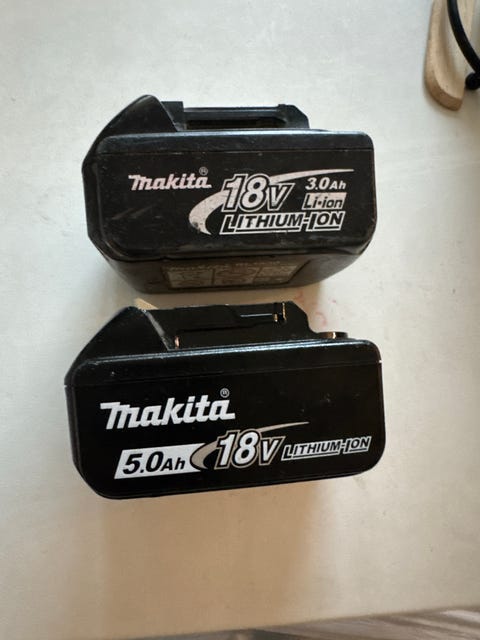 makita®
18V
3.0Ah
Li-ion
LITHIUM-ION
makita®
5.0Ah 18V LITHIUM-ION